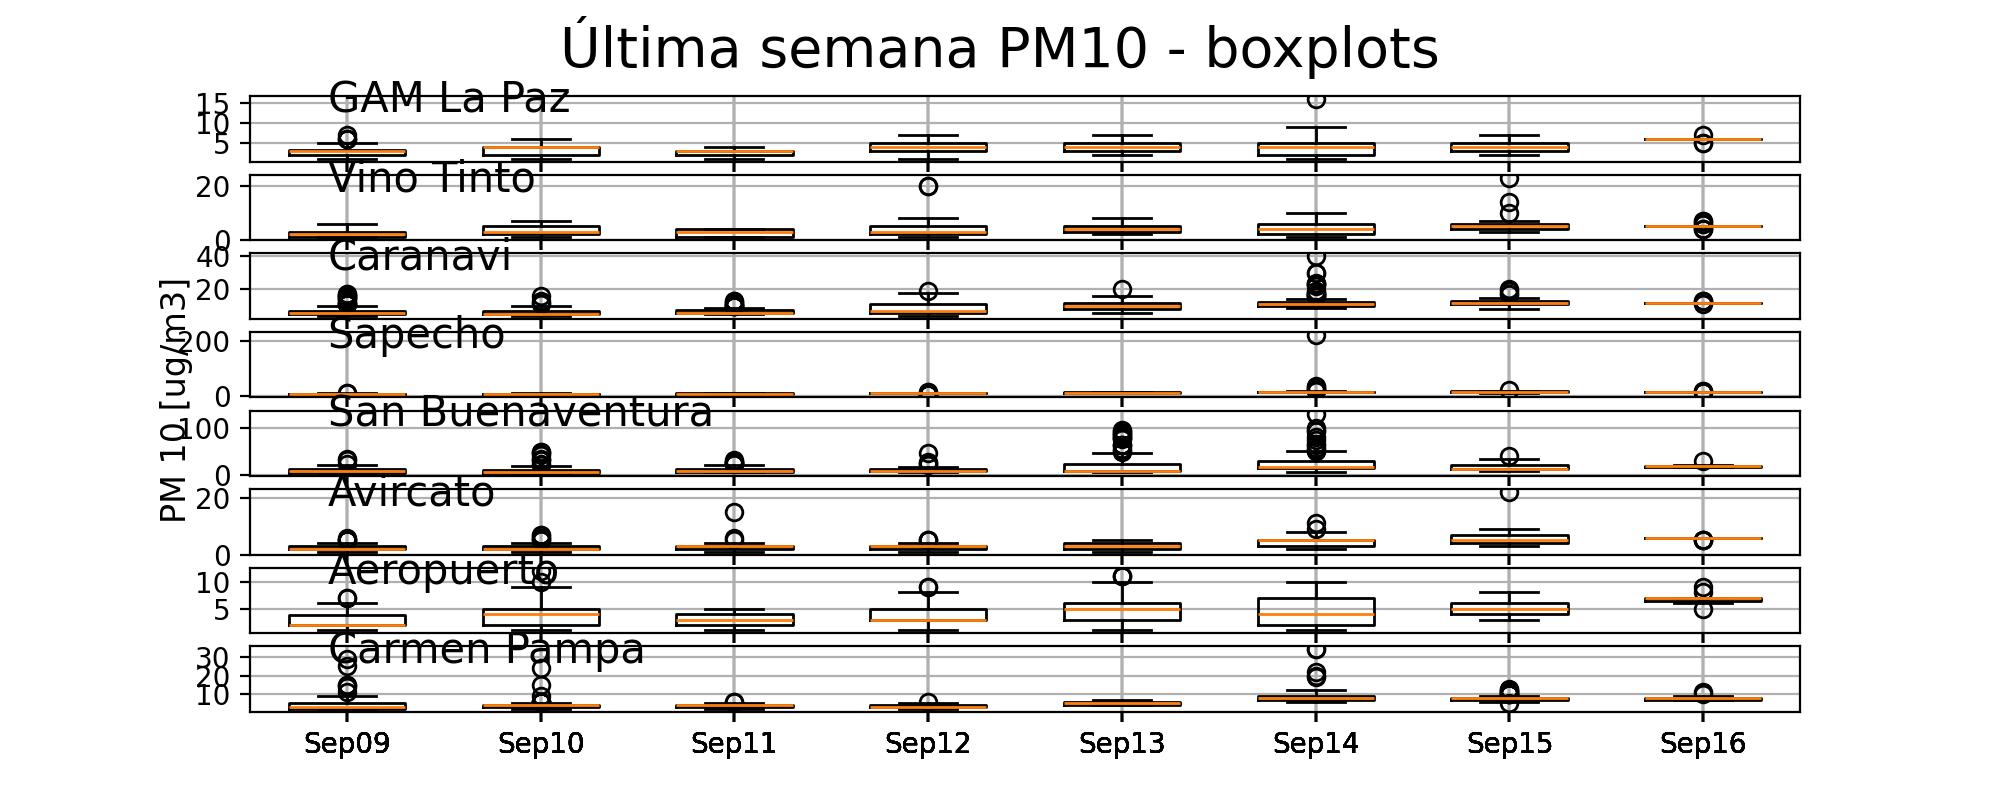 Última semana PM10 - boxplots
GAM La Paz
15
10
5
Vino Tinto
20
0
Caranavi
40
20
Sapecho
200
0
PM 10 [ug/m3]
San Buenaventura
100
0
Avircato
20
0
Aeropuerto
10
5
Carmen Pampa
30
20
10
Sep09 Sep10 Sep11 Sep12 Sep13 Sep14 Sep15 Sep16